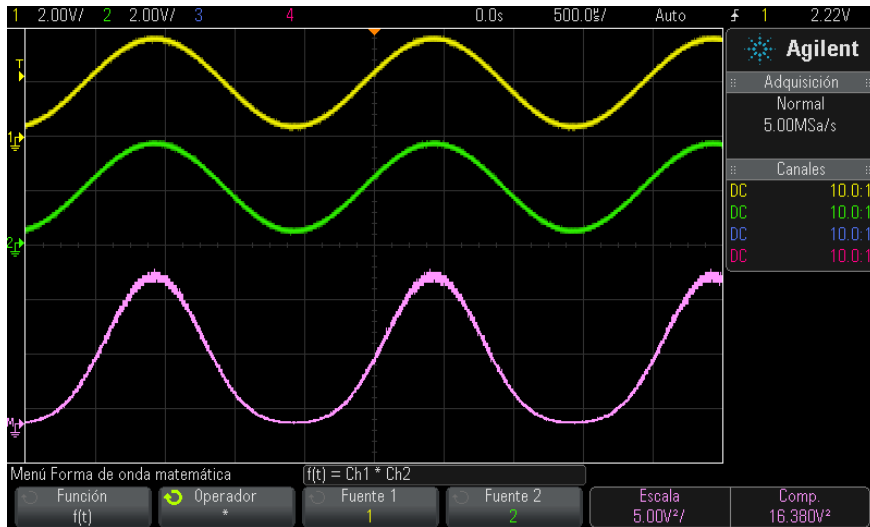 1 2.00V/ 2 2.00V/ 3 4 0.0s 500.0µs/ Auto 1 2.22V
T
1
2
M
Agilent
Adquisición
Normal
5.00MSa/s
Canales
DC 10.0:1
DC 10.0:1
DC 10.0:1
DC 10.0:1
Menú Forma de onda matemática f(t) = Ch1 * Ch2
Función Operador Fuente 1 Fuente 2 Escala Comp.
f(t) * 1 2 5.00V²/ 16.380V²